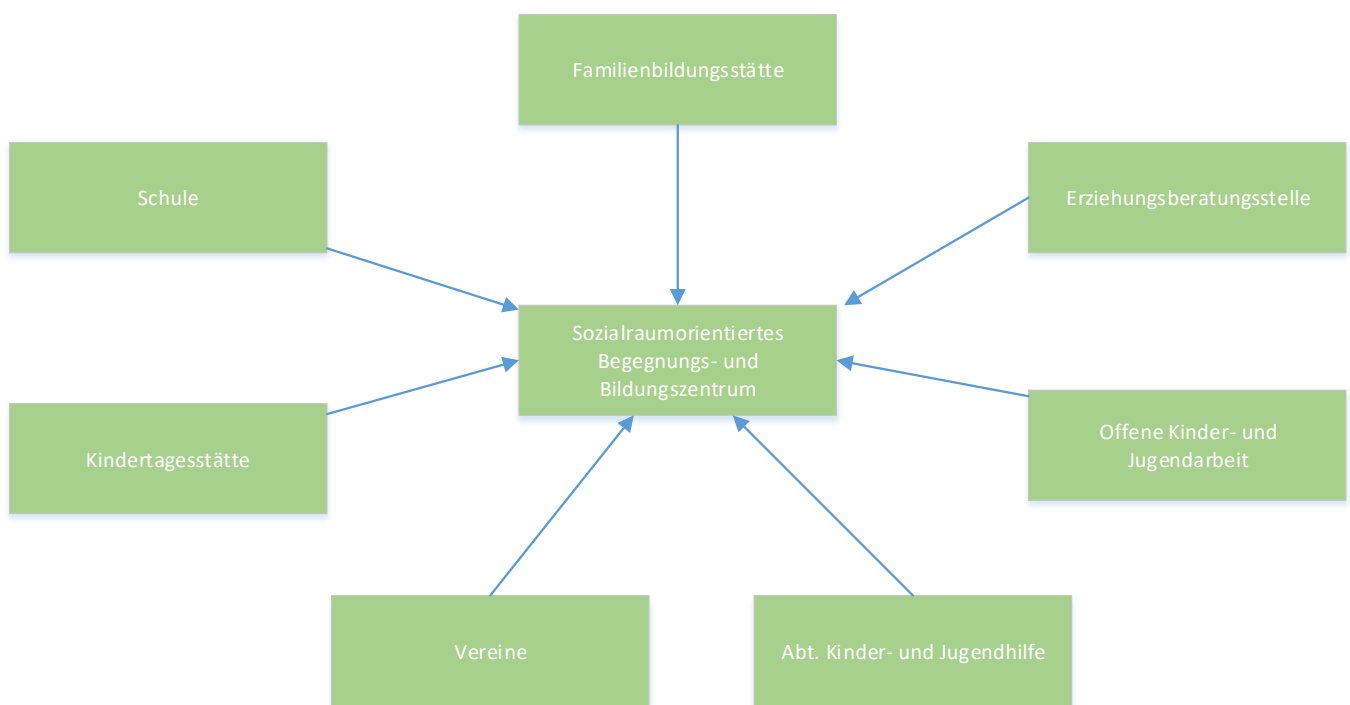 Familienbildungsstätte
Schule
Erziehungsberatungsstelle
Sozialraumorientiertes
Begegnungs- und
Bildungszentrum
Kindertagesstätte
Offene Kinder- und
Jugendarbeit
Vereine
Abt. Kinder- und Jugendhilfe